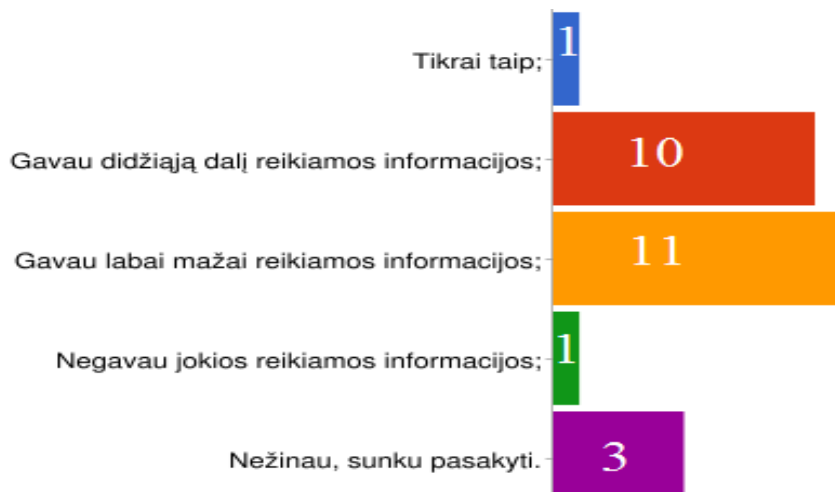 Tikrai taip; 1
Gavau didžiąją dalį reikiamos informacijos; 10
Gavau labai mažai reikiamos informacijos; 11
Negavau jokios reikiamos informacijos; 1
Nežinau, sunku pasakyti. 3